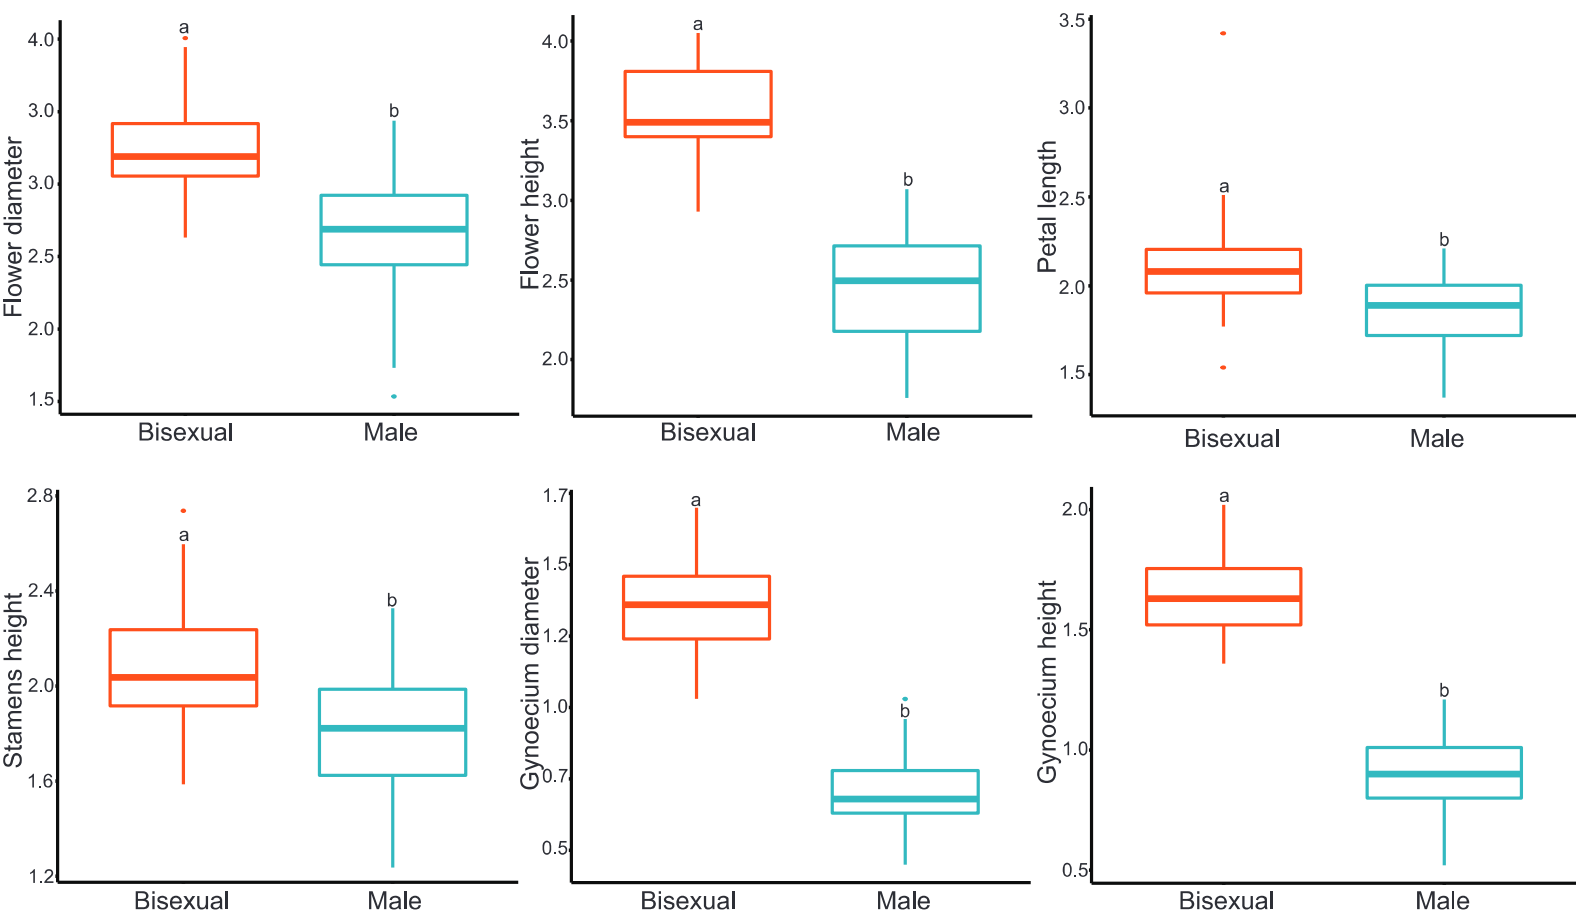 Flower diameter
4.0
3.0
3.0
2.5
2.0
1.5
a
b
Bisexual
Male
Flower height
4.0
3.5
3.0
2.5
2.0
a
b
Bisexual
Male
Petal length
3.5
3.0
2.5
2.0
1.5
a
b
Bisexual
Male
Stamens height
2.8
2.4
2.0
1.6
1.2
a
b
Bisexual
Male
Gynoecium diameter
1.7
1.5
1.2
1.0
0.7
0.5
a
b
Bisexual
Male
Gynoecium height
2.0
1.5
1.0
0.5
a
b
Bisexual
Male